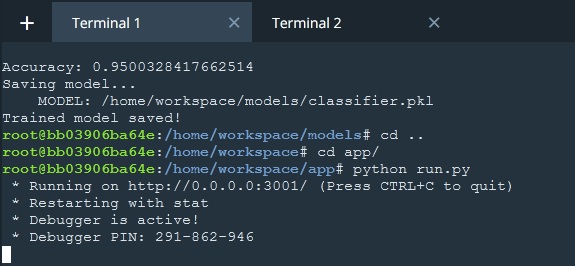 + Terminal 1 × Terminal 2 ×
Accuracy: 0.9500328417662514
Saving model...
    MODEL: /home/workspace/models/classifier.pkl
Trained model saved!
root@bb03906ba64e:/home/workspace/models# cd ..
root@bb03906ba64e:/home/workspace# cd app/
root@bb03906ba64e:/home/workspace/app# python run.py
 * Running on http://0.0.0.0:3001/ (Press CTRL+C to quit)
 * Restarting with stat
 * Debugger is active!
 * Debugger PIN: 291-862-946